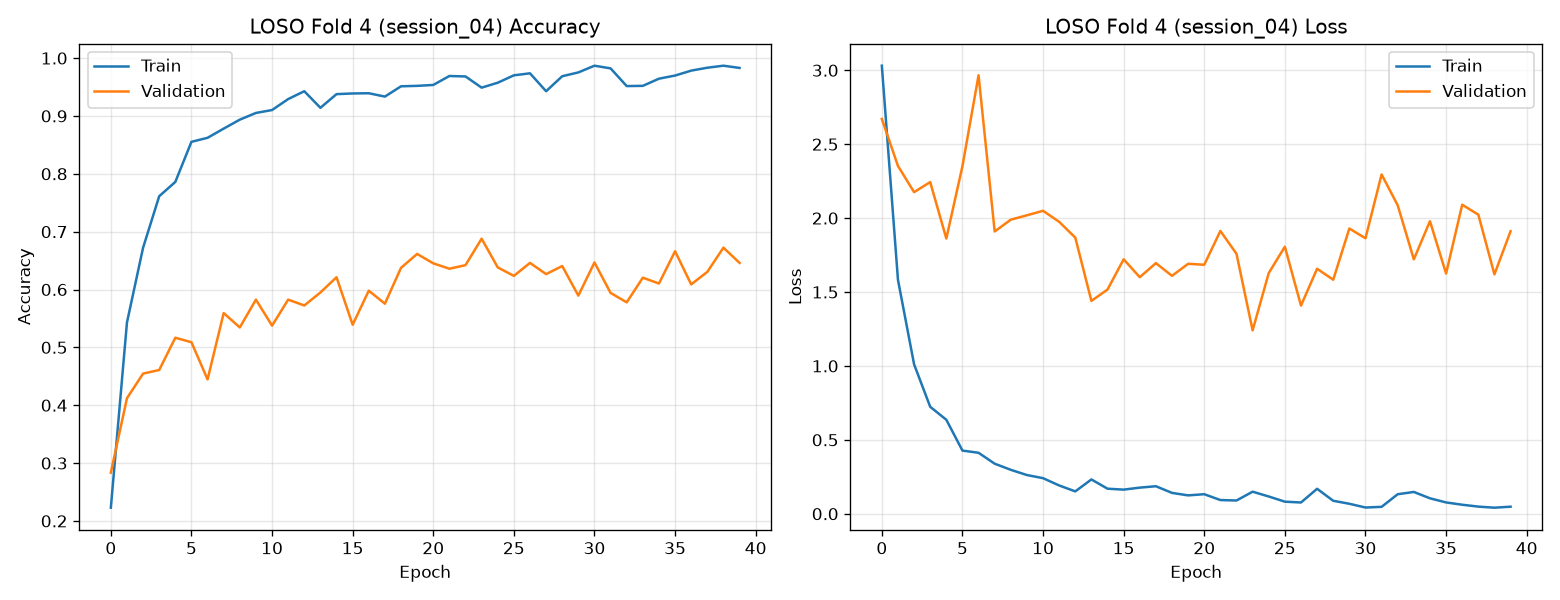 LOSO Fold 4 (session_04) Accuracy
Train
Validation
Accuracy
1.0
0.9
0.8
0.7
0.6
0.5
0.4
0.3
0.2
0 5 10 15 20 25 30 35 40
Epoch
LOSO Fold 4 (session_04) Loss
Train
Validation
Loss
3.0
2.5
2.0
1.5
1.0
0.5
0.0
0 5 10 15 20 25 30 35 40
Epoch